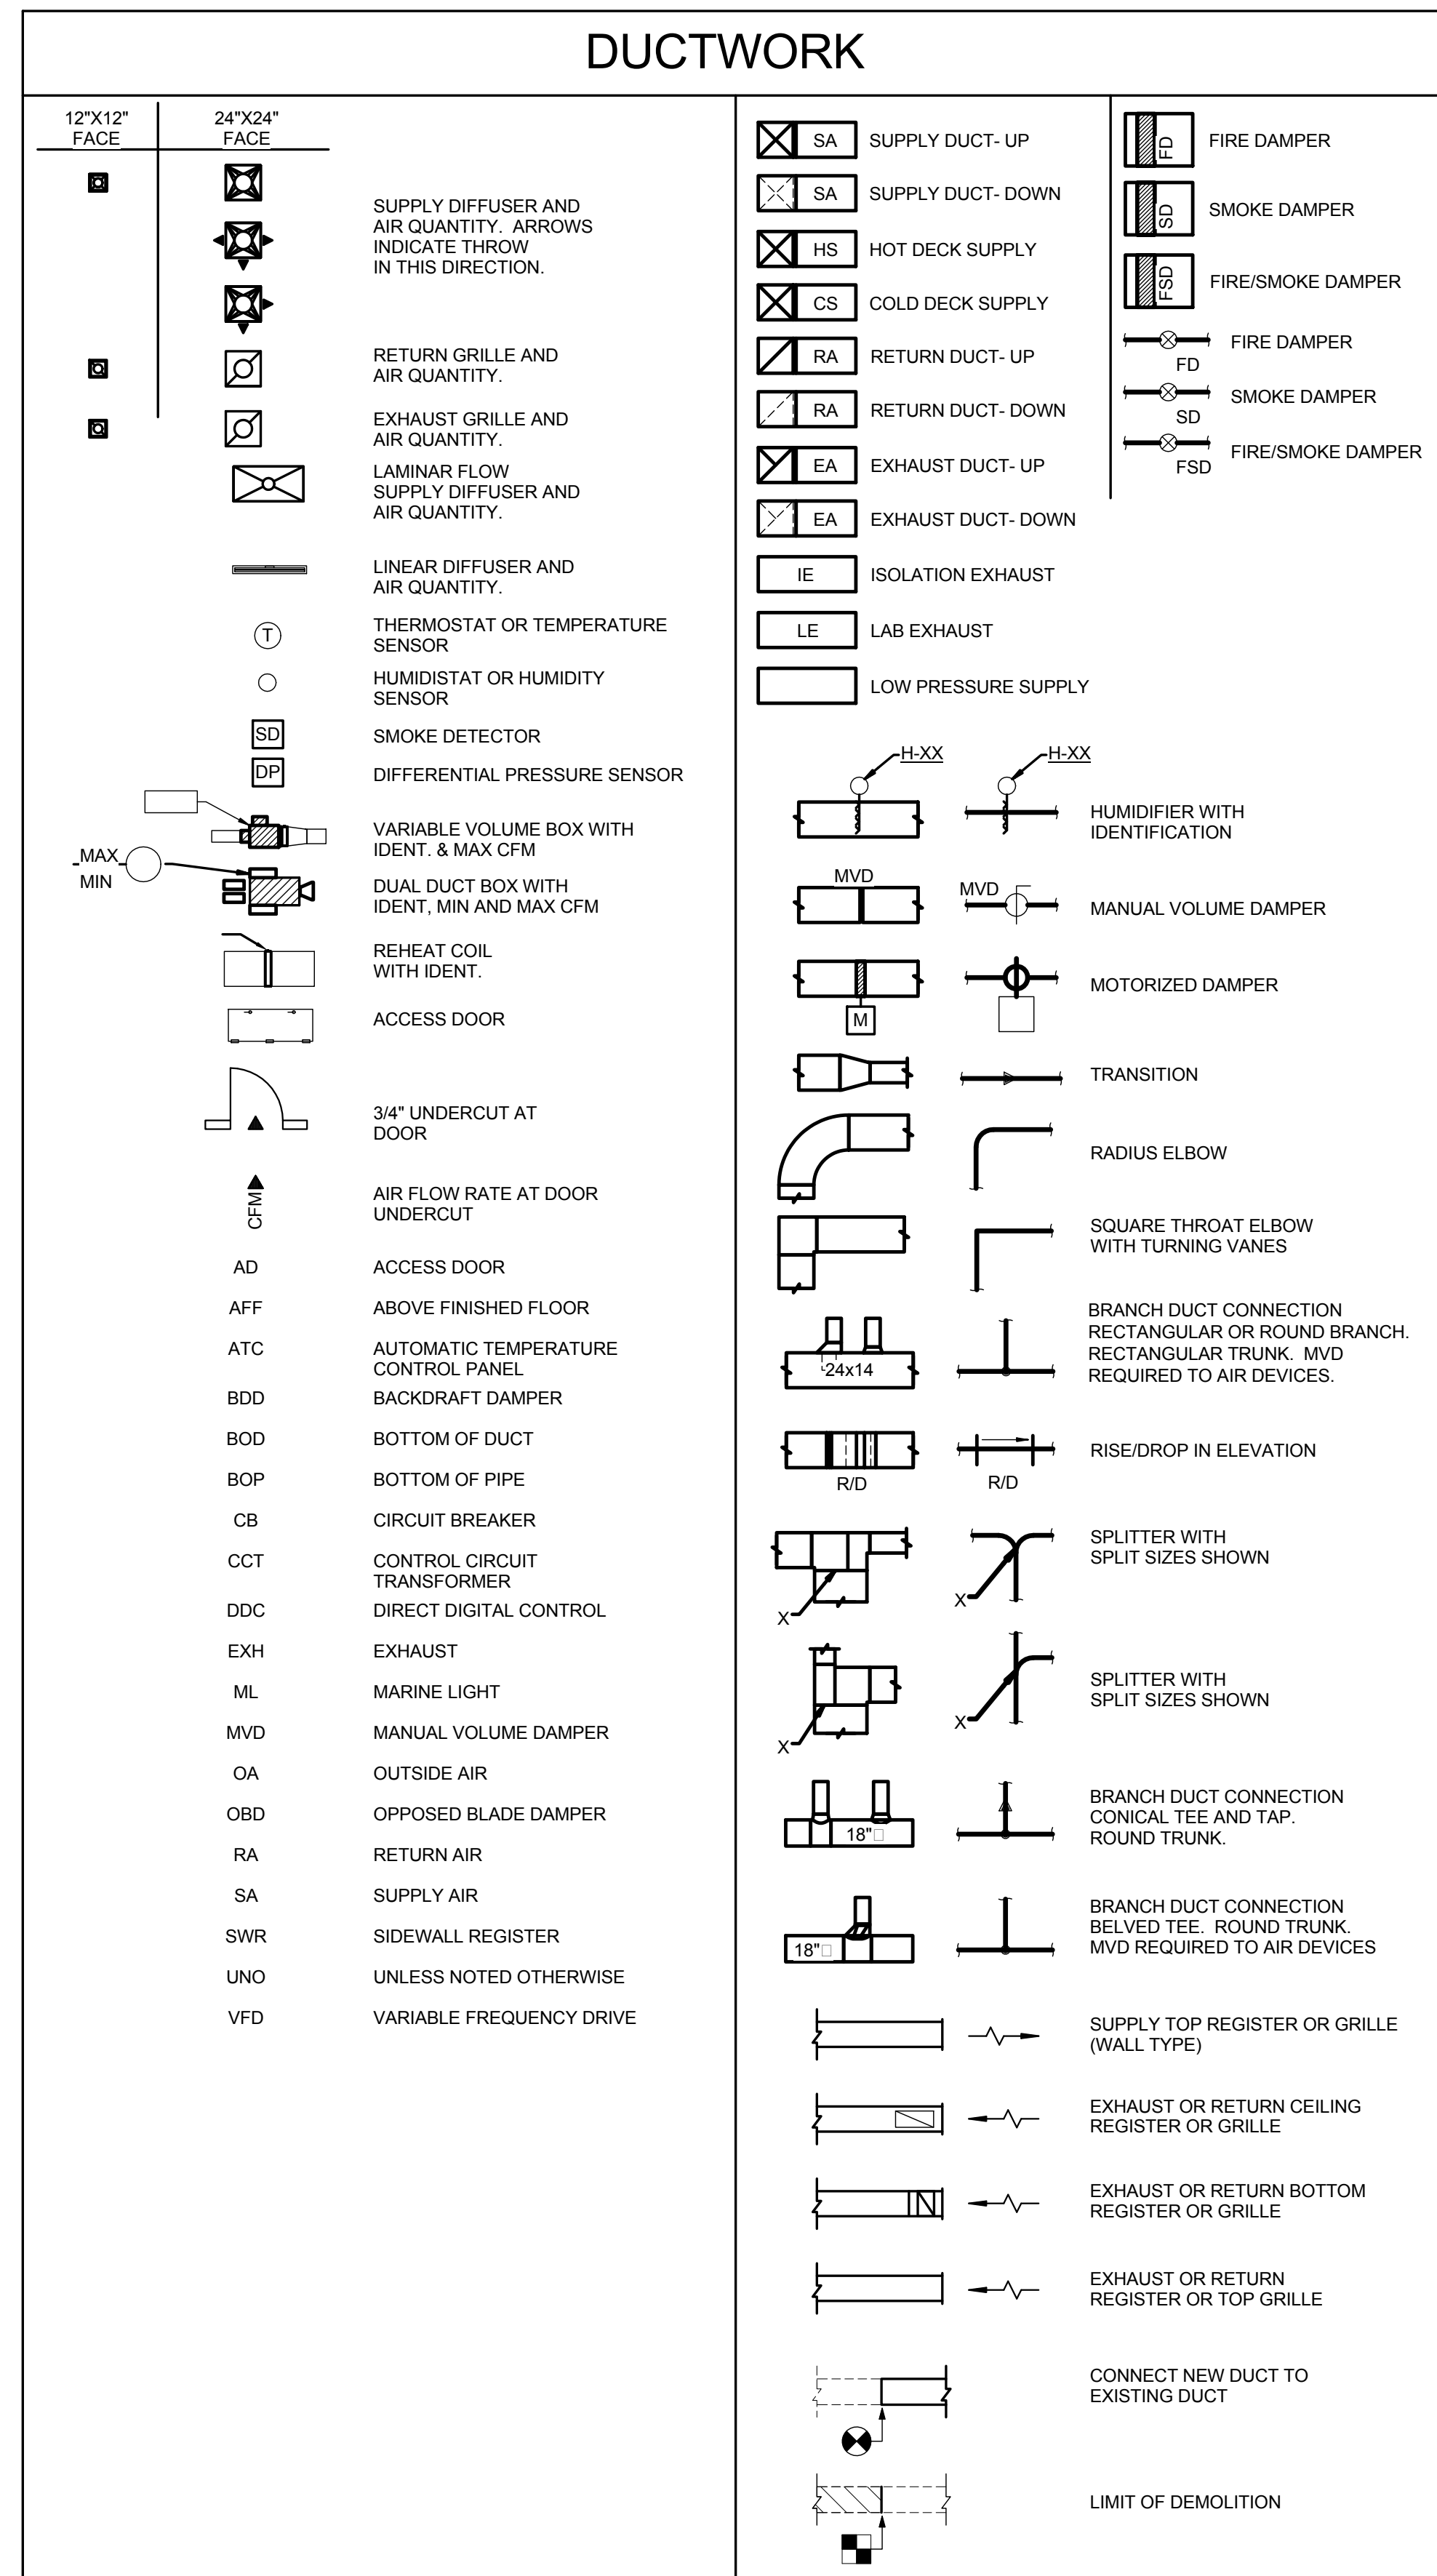 DUCTWORK
12"X12"
FACE
24"X24"
FACE
SUPPLY DIFFUSER AND
AIR QUANTITY. ARROWS
INDICATE THROW
IN THIS DIRECTION.
RETURN GRILLE AND
AIR QUANTITY.
EXHAUST GRILLE AND
AIR QUANTITY.
LAMINAR FLOW
SUPPLY DIFFUSER AND
AIR QUANTITY.
LINEAR DIFFUSER AND
AIR QUANTITY.
T
THERMOSTAT OR TEMPERATURE
SENSOR
HUMIDISTAT OR HUMIDITY
SENSOR
SD SMOKE DETECTOR
DP DIFFERENTIAL PRESSURE SENSOR
VARIABLE VOLUME BOX WITH
IDENT. & MAX CFM
MAX
MIN
DUAL DUCT BOX WITH
IDENT, MIN AND MAX CFM
REHEAT COIL
WITH IDENT.
ACCESS DOOR
3/4" UNDERCUT AT
DOOR
CFM
AIR FLOW RATE AT DOOR
UNDERCUT
AD ACCESS DOOR
AFF ABOVE FINISHED FLOOR
ATC AUTOMATIC TEMPERATURE
CONTROL PANEL
BDD BACKDRAFT DAMPER
BOD BOTTOM OF DUCT
BOP BOTTOM OF PIPE
CB CIRCUIT BREAKER
CCT CONTROL CIRCUIT
TRANSFORMER
DDC DIRECT DIGITAL CONTROL
EXH EXHAUST
ML MARINE LIGHT
MVD MANUAL VOLUME DAMPER
OA OUTSIDE AIR
OBD OPPOSED BLADE DAMPER
RA RETURN AIR
SA SUPPLY AIR
SWR SIDEWALL REGISTER
UNO UNLESS NOTED OTHERWISE
VFD VARIABLE FREQUENCY DRIVE
SA SUPPLY DUCT- UP
SA SUPPLY DUCT- DOWN
HS HOT DECK SUPPLY
CS COLD DECK SUPPLY
RA RETURN DUCT- UP
RA RETURN DUCT- DOWN
EA EXHAUST DUCT- UP
EA EXHAUST DUCT- DOWN
IE ISOLATION EXHAUST
LE LAB EXHAUST
LOW PRESSURE SUPPLY
FD FIRE DAMPER
SD SMOKE DAMPER
FSD FIRE/SMOKE DAMPER
FIRE DAMPER
FD
SMOKE DAMPER
SD
FIRE/SMOKE DAMPER
FSD
H-XX H-XX
HUMIDIFIER WITH
IDENTIFICATION
MVD MVD
MANUAL VOLUME DAMPER
MOTORIZED DAMPER
M
TRANSITION
RADIUS ELBOW
SQUARE THROAT ELBOW
WITH TURNING VANES
BRANCH DUCT CONNECTION
RECTANGULAR OR ROUND BRANCH.
RECTANGULAR TRUNK. MVD
REQUIRED TO AIR DEVICES.
24x14
RISE/DROP IN ELEVATION
R/D R/D
SPLITTER WITH
SPLIT SIZES SHOWN
X X
SPLITTER WITH
SPLIT SIZES SHOWN
X X
BRANCH DUCT CONNECTION
CONICAL TEE AND TAP.
ROUND TRUNK.
18"□
BRANCH DUCT CONNECTION
BELVED TEE. ROUND TRUNK.
MVD REQUIRED TO AIR DEVICES
18"□
SUPPLY TOP REGISTER OR GRILLE
(WALL TYPE)
EXHAUST OR RETURN CEILING
REGISTER OR GRILLE
EXHAUST OR RETURN BOTTOM
REGISTER OR GRILLE
EXHAUST OR RETURN
REGISTER OR TOP GRILLE
CONNECT NEW DUCT TO
EXISTING DUCT
LIMIT OF DEMOLITION